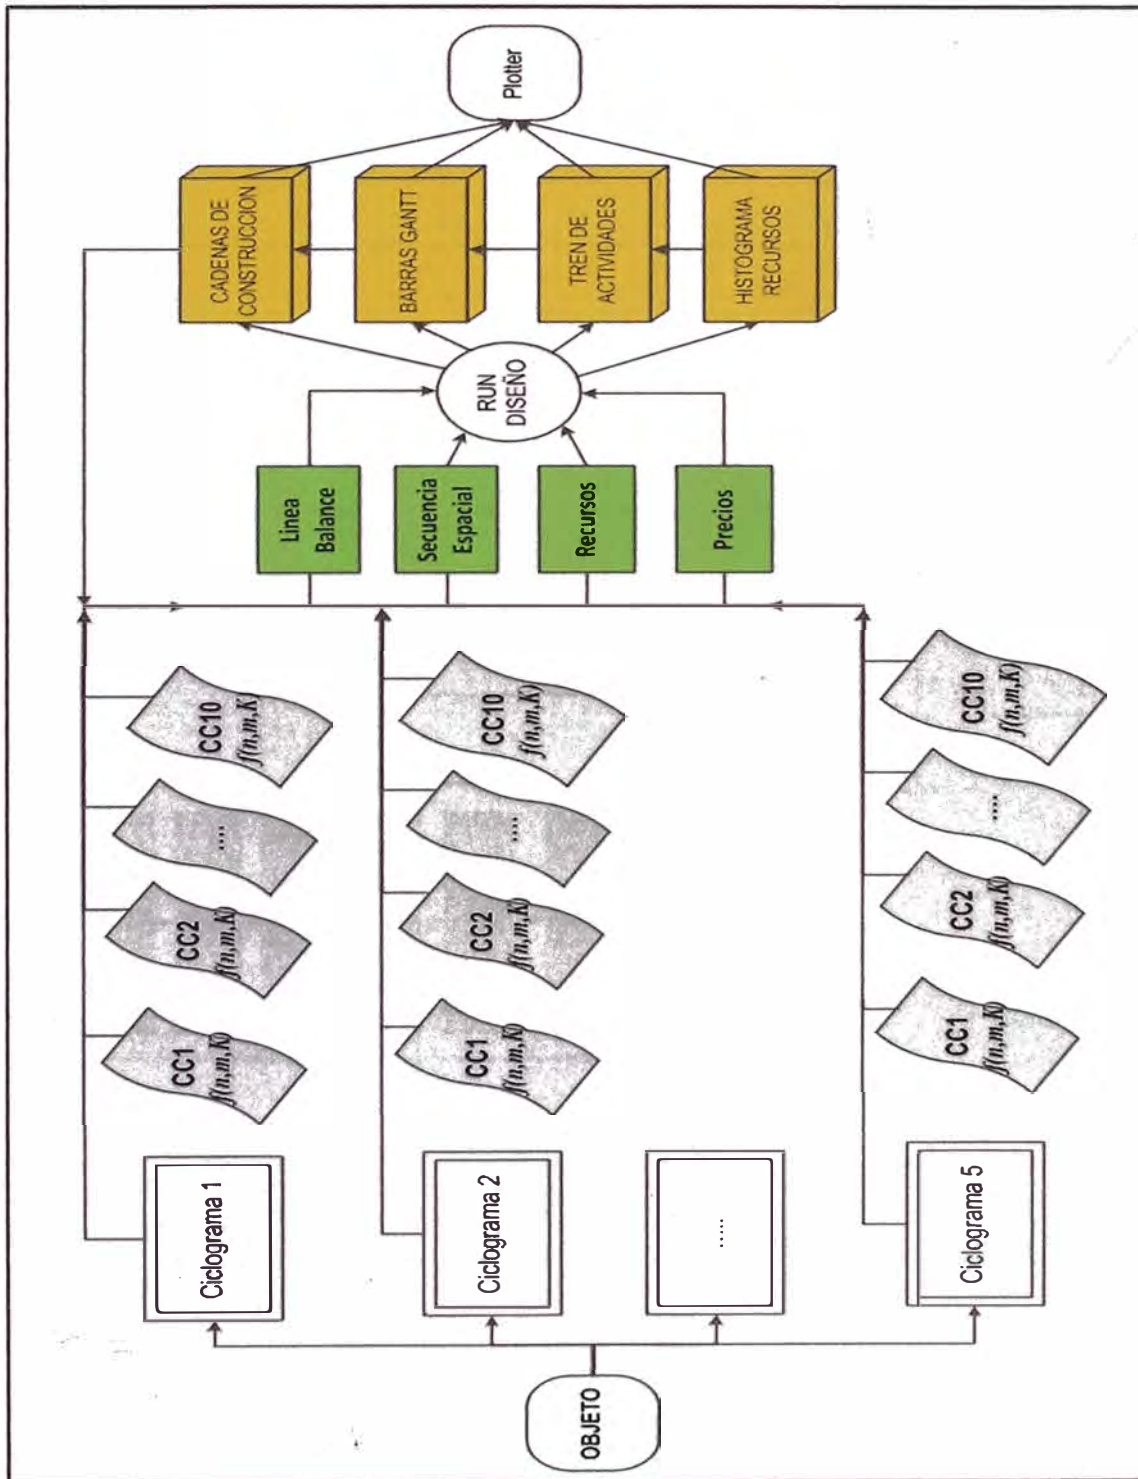 OBJETO
Ciclograma 1
CC1
f(n,m,K)
CC2
f(n,m,K)
....
CC10
f(n,m,K)
Ciclograma 2
CC1
f(n,m,K)
CC2
f(n,m,K)
....
CC10
f(n,m,K)
.....
Ciclograma 5
CC1
f(n,m,K)
CC2
f(n,m,K)
....
CC10
f(n,m,K)
Linea
Balance
Secuencia
Espacial
Recursos
Precios
RUN
DISEÑO
CADENAS DE
CONSTRUCCION
BARRAS GANTT
TREN DE
ACTIVIDADES
HISTOGRAMA
RECURSOS
Plotter